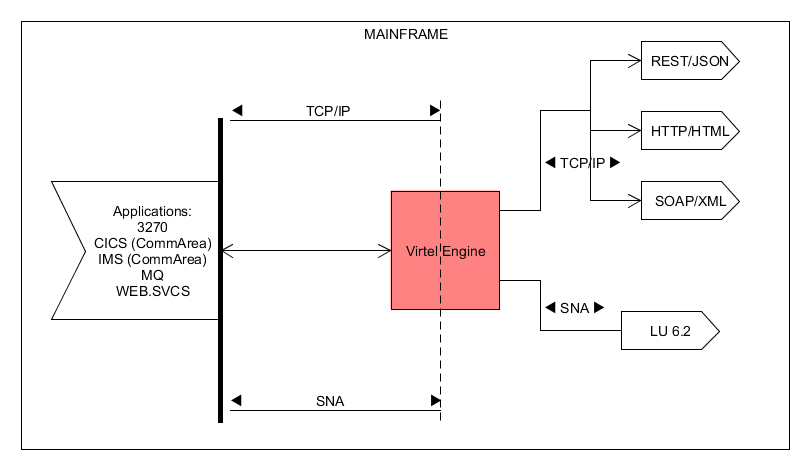 MAINFRAME
TCP/IP
REST/JSON
HTTP/HTML
TCP/IP
SOAP/XML
Applications:
3270
CICS (CommArea)
IMS (CommArea)
MQ
WEB.SVCS
Virtel Engine
SNA
LU 6.2
SNA